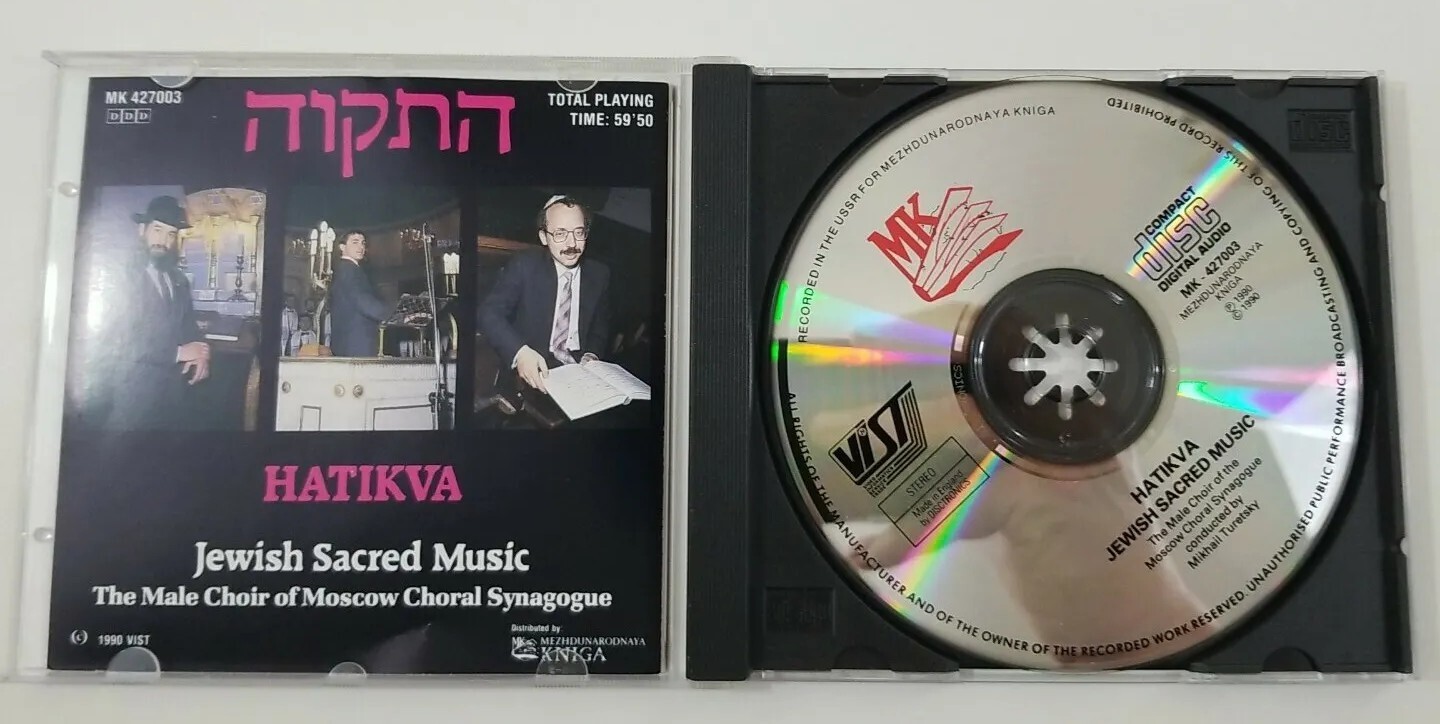 MK 427003
DDD
התקוה
TOTAL PLAYING
TIME: 59'50
HATIKVA
Jewish Sacred Music
The Male Choir of Moscow Choral Synagogue
© 1990 VIST
Distributed by:
MK MEZHDUNARODNAYA
KNIGA
RECORDED IN THE USSR FOR MEZHDUNARODNAYA KNIGA
MK
COMPACT
disc
DIGITAL AUDIO
MK - 427003
MEZHDUNARODNAYA
KNIGA
℗ 1990
© 1990
ViST
STEREO
Made in England
by DISCTRONICS
HATIKVA
JEWISH SACRED MUSIC
The Male Choir of the
Moscow Choral Synagogue
conducted by
Mikhail Turetsky
ALL RIGHTS OF THE MANUFACTURER AND OF THE OWNER OF THE RECORDED WORK RESERVED. UNAUTHORISED PUBLIC PERFORMANCE BROADCASTING AND COPYING OF THIS RECORD PROHIBITED
disc